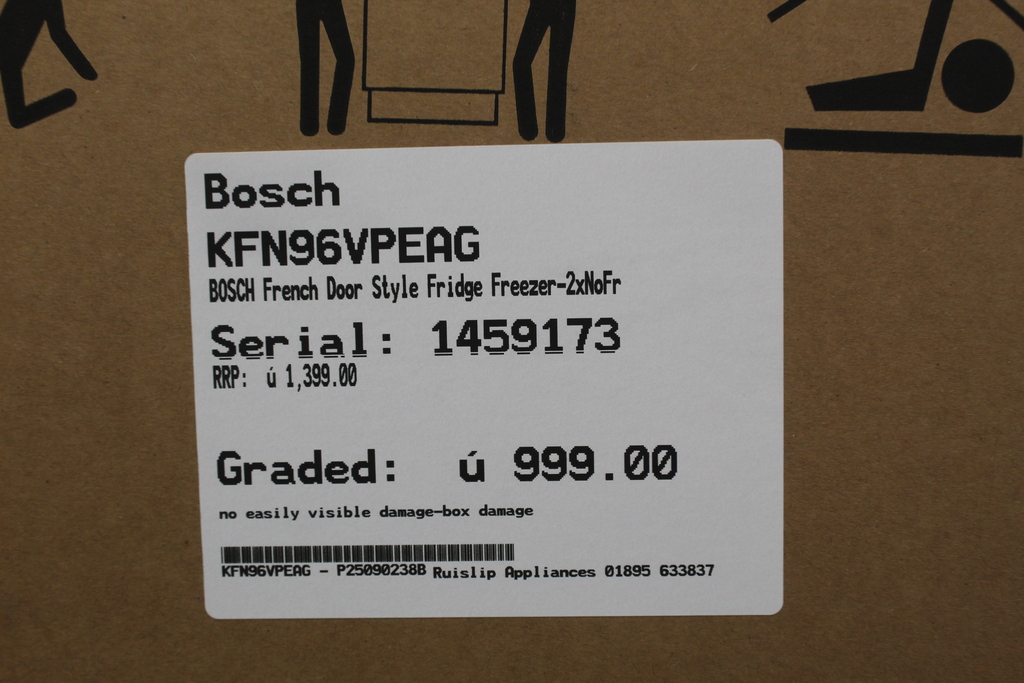 Bosch
KFN96VPEAG
BOSCH French Door Style Fridge Freezer-2xNoFr
Serial: 1459173
RRP: ú 1,399.00
Graded: ú 999.00
no easily visible damage-box damage
KFN96VPEAG - P25090238B Ruislip Appliances 01895 633837